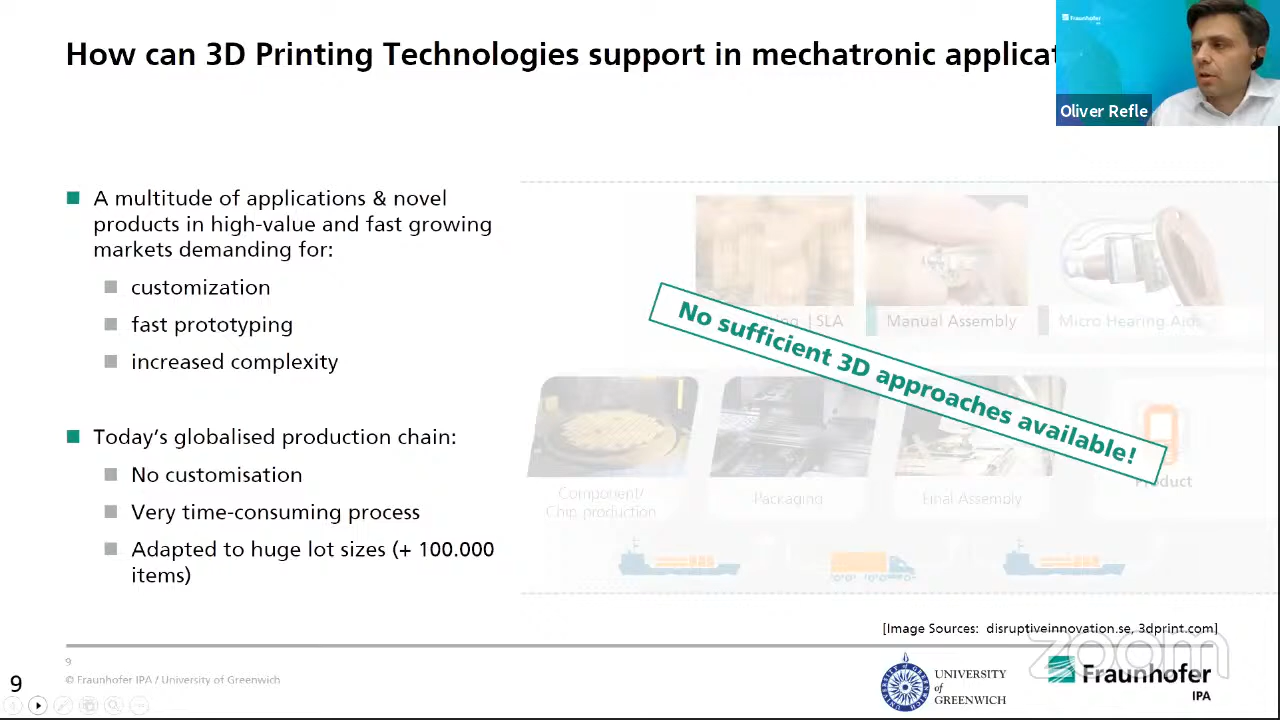 How can 3D Printing Technologies support in mechatronic applicat
Fraunhofer
IPA
Oliver Refle
A multitude of applications & novel
products in high-value and fast growing
markets demanding for:
customization
fast prototyping
increased complexity
Today's globalised production chain:
No customisation
Very time-consuming process
Adapted to huge lot sizes (+ 100.000
items)
| SLA
Manual Assembly
Micro Hearing Aids
No sufficient 3D approaches available!
Component/
Chip production
Packaging
Final Assembly
Product
[Image Sources: disruptiveinnovation.se, 3dprint.com]
zoom
9
9
© Fraunhofer IPA / University of Greenwich
UNIVERSITY
of
GREENWICH
Fraunhofer
IPA